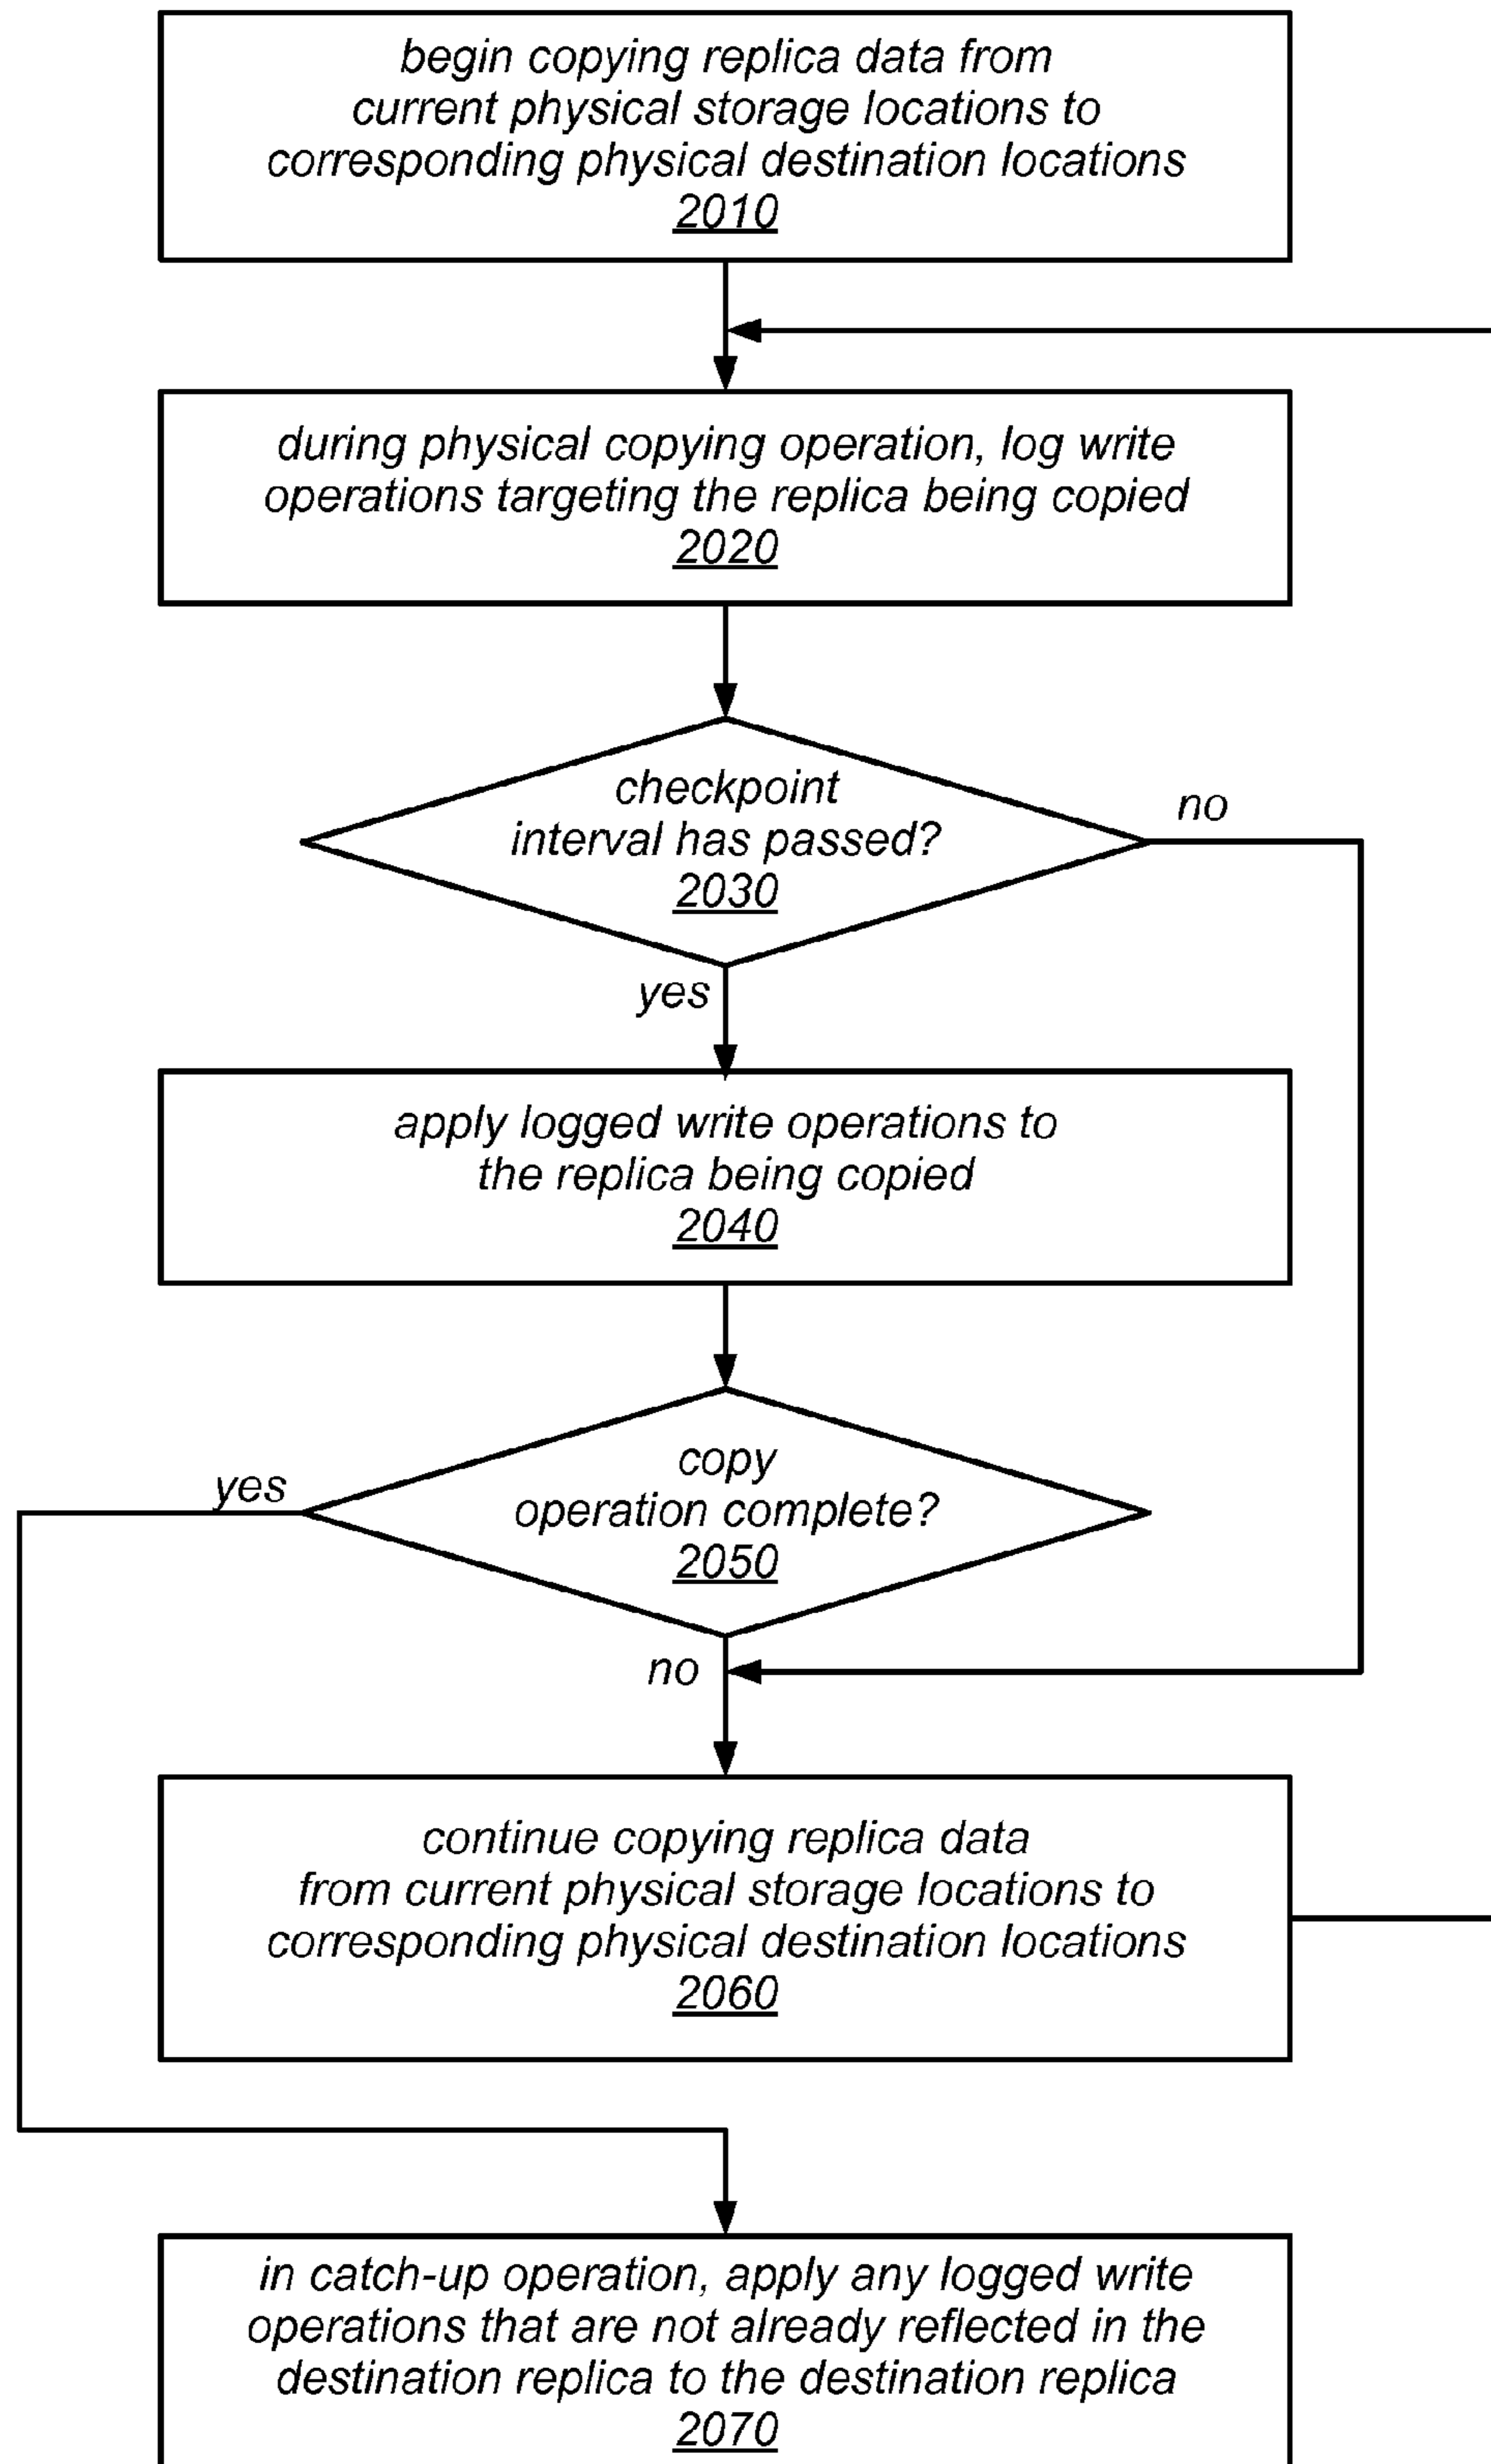 begin copying replica data from
current physical storage locations to
corresponding physical destination locations
2010
during physical copying operation, log write
operations targeting the replica being copied
2020
checkpoint
interval has passed?
2030
no
yes
apply logged write operations to
the replica being copied
2040
copy
operation complete?
2050
yes
no
continue copying replica data
from current physical storage locations to
corresponding physical destination locations
2060
in catch-up operation, apply any logged write
operations that are not already reflected in the
destination replica to the destination replica
2070